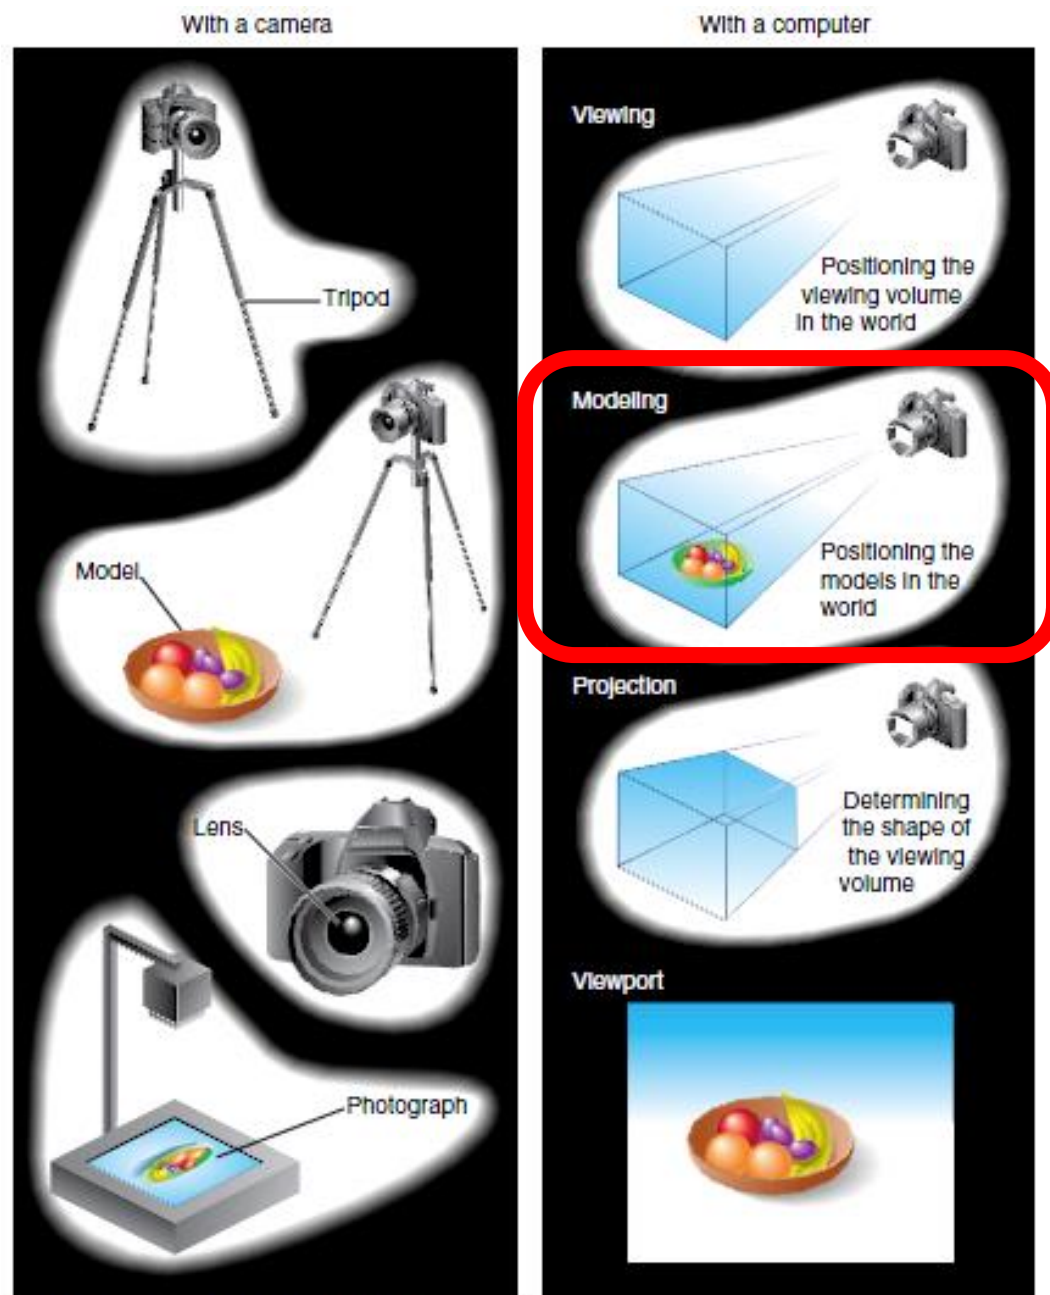 With a camera
With a computer
Tripod
Model
Lens
Photograph
Viewing
Positioning the
viewing volume
in the world
Modeling
Positioning the
models in the
world
Projection
Determining
the shape of
the viewing
volume
Viewport